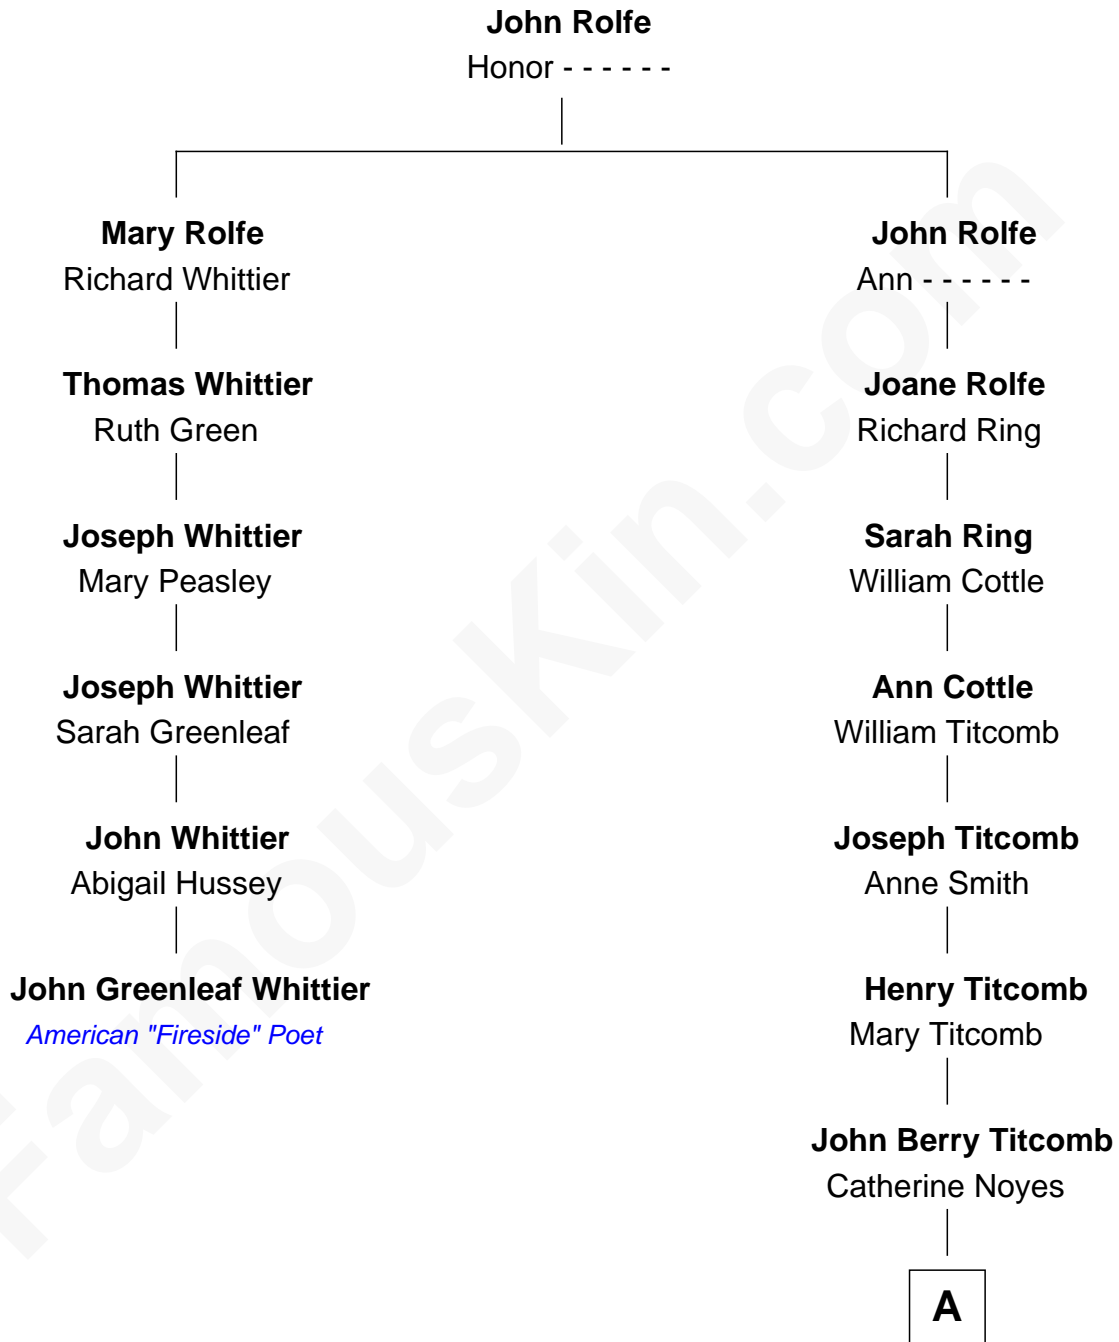 John Rolfe
Honor - - - - - -
Mary Rolfe
Richard Whittier
Thomas Whittier
Ruth Green
Joseph Whittier
Mary Peasley
Joseph Whittier
Sarah Greenleaf
John Whittier
Abigail Hussey
John Greenleaf Whittier
American "Fireside" Poet
John Rolfe
Ann - - - - - -
Joane Rolfe
Richard Ring
Sarah Ring
William Cottle
Ann Cottle
William Titcomb
Joseph Titcomb
Anne Smith
Henry Titcomb
Mary Titcomb
John Berry Titcomb
Catherine Noyes
A
FamousKin.com